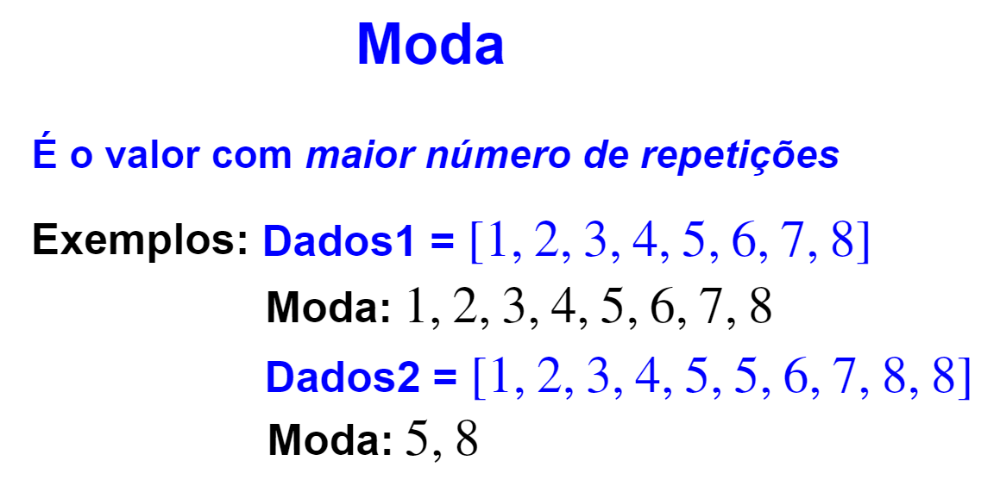 Moda
É o valor com maior número de repetições
Exemplos: Dados1 = [1, 2, 3, 4, 5, 6, 7, 8]
Moda: 1, 2, 3, 4, 5, 6, 7, 8
Dados2 = [1, 2, 3, 4, 5, 5, 6, 7, 8, 8]
Moda: 5, 8